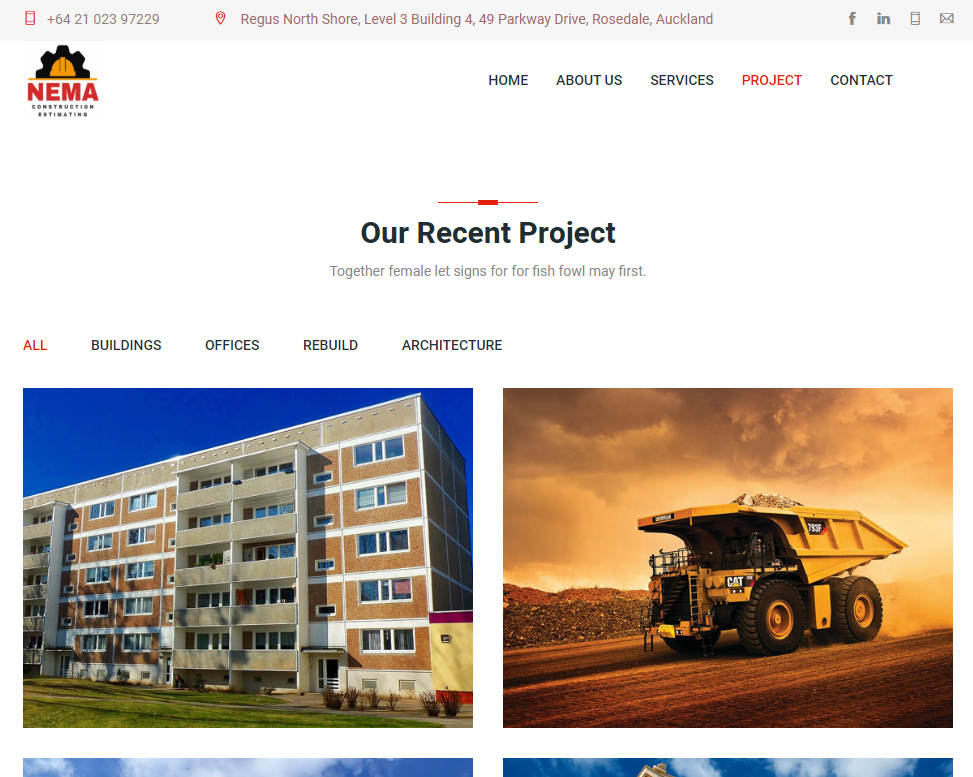 +64 21 023 97229
Regus North Shore, Level 3 Building 4, 49 Parkway Drive, Rosedale, Auckland
NEMA
CONSTRUCTION
ESTIMATING
HOME
ABOUT US
SERVICES
PROJECT
CONTACT
Our Recent Project
Together female let signs for for fish fowl may first.
ALL
BUILDINGS
OFFICES
REBUILD
ARCHITECTURE
CATERPILLAR
793F
CAT